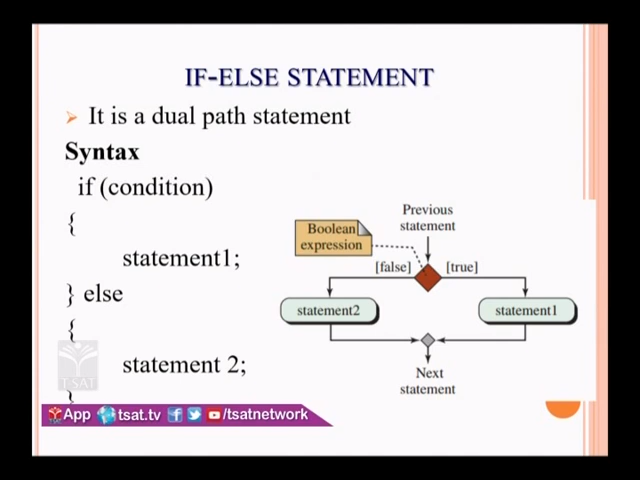 IF-ELSE STATEMENT
It is a dual path statement
Syntax
if (condition)
{
statement1;
} else
{
statement 2;
}
Previous
statement
Boolean
expression
[false]
[true]
statement2
statement1
Next
statement
T SAT
App tsat.tv /tsatnetwork